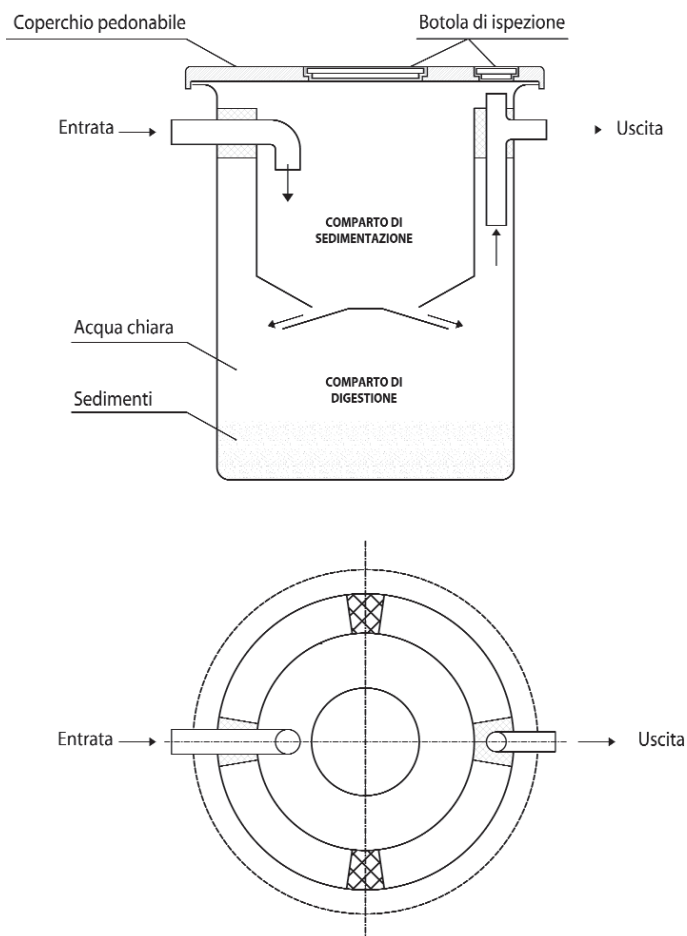 Coperchio pedonabile
Botola di ispezione
Entrata
Uscita
COMPARTO DI
SEDIMENTAZIONE
Acqua chiara
COMPARTO DI
DIGESTIONE
Sedimenti
Entrata
Uscita